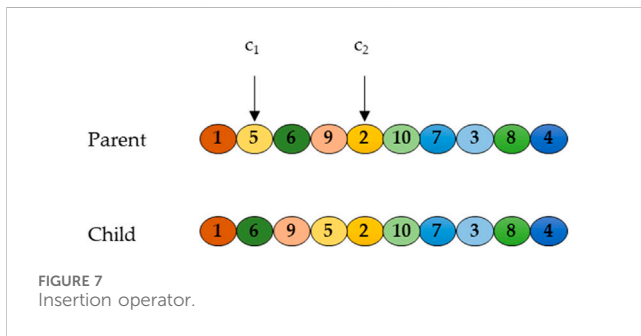 c₁ c₂
Parent 1 5 6 9 2 10 7 3 8 4
Child 1 6 9 5 2 10 7 3 8 4
FIGURE 7
Insertion operator.